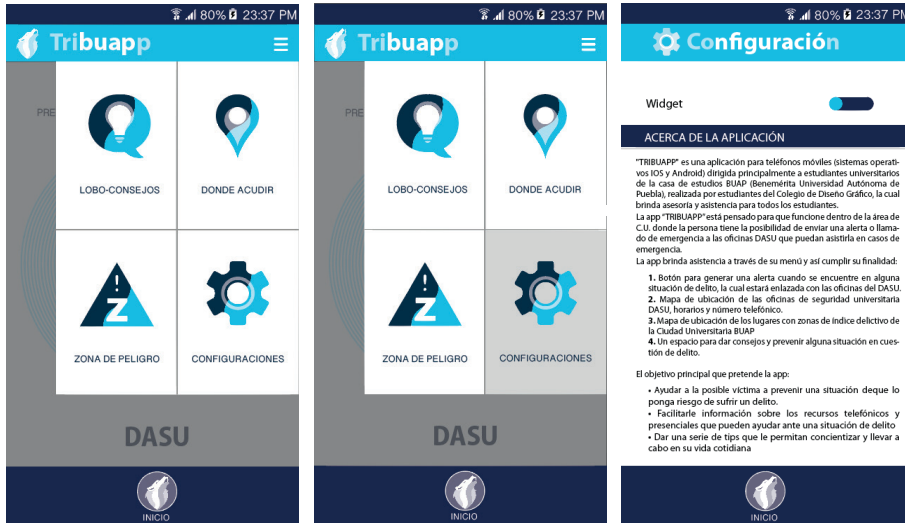 80% 23:37 PM
Tribuapp
PRE
LOBO-CONSEJOS
DONDE ACUDIR
Z
ZONA DE PELIGRO
CONFIGURACIONES
DASU
INICIO
80% 23:37 PM
Tribuapp
PRE
LOBO-CONSEJOS
DONDE ACUDIR
Z
ZONA DE PELIGRO
CONFIGURACIONES
DASU
INICIO
80% 23:37 PM
Configuración
Widget
ACERCA DE LA APLICACIÓN
"TRIBUAPP" es una aplicación para teléfonos móviles (sistemas operati-
vos IOS y Android) dirigida principalmente a estudiantes universitarios
de la casa de estudios BUAP (Benemérita Universidad Autónoma de
Puebla), realizada por estudiantes del Colegio de Diseño Gráfico, la cual
brinda asesoría y asistencia para todos los estudiantes.
La app "TRIBUAPP" está pensado para que funcione dentro de la área de
C.U. donde la persona tiene la posibilidad de enviar una alerta o llama-
do de emergencia a las oficinas DASU que puedan asistirla en casos de
emergencia.
La app brinda asistencia a través de su menú y así cumplir su finalidad:
1. Botón para generar una alerta cuando se encuentre en alguna
situación de delito, la cual estará enlazada con las oficinas del DASU.
2. Mapa de ubicación de las oficinas de seguridad universitaria
DASU, horarios y número telefónico.
3. Mapa de ubicación de los lugares con zonas de índice delictivo de
la Ciudad Universitaria BUAP
4. Un espacio para dar consejos y prevenir alguna situación en cues-
tión de delito.
El objetivo principal que pretende la app:
• Ayudar a la posible víctima a prevenir una situación deque lo
ponga riesgo de sufrir un delito.
• Facilitarle información sobre los recursos telefónicos y
presenciales que pueden ayudar ante una situación de delito
• Dar una serie de tips que le permitan concientizar y llevar a
cabo en su vida cotidiana
INICIO